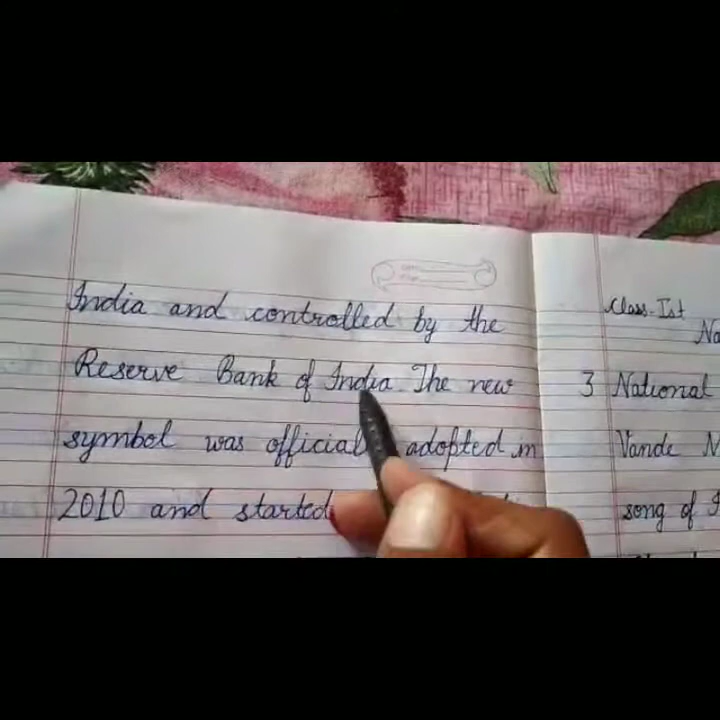 India and controlled by the
Reserve Bank of India. The new
symbol was official adopted in
2010 and started
Class-Ist
Na
3 National
Vande
song of